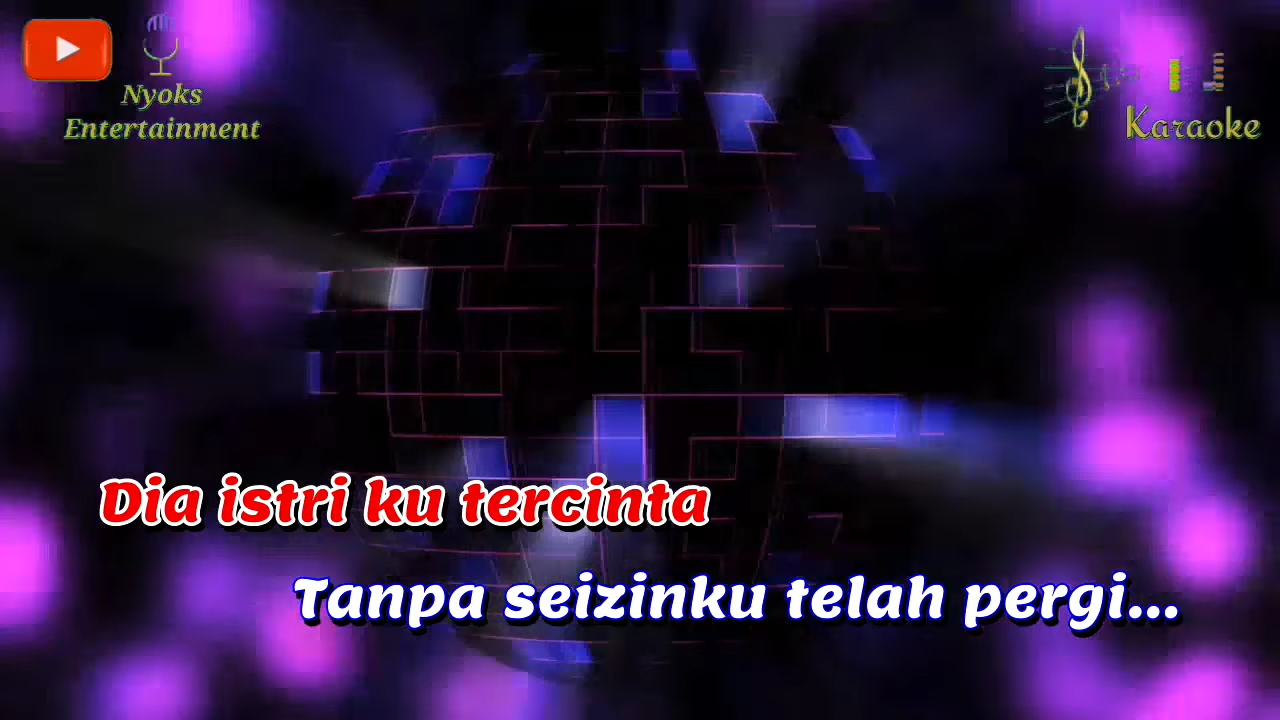 Nyoks
Entertainment
Karaoke
Dia istri ku tercinta
Tanpa seizinku telah pergi...